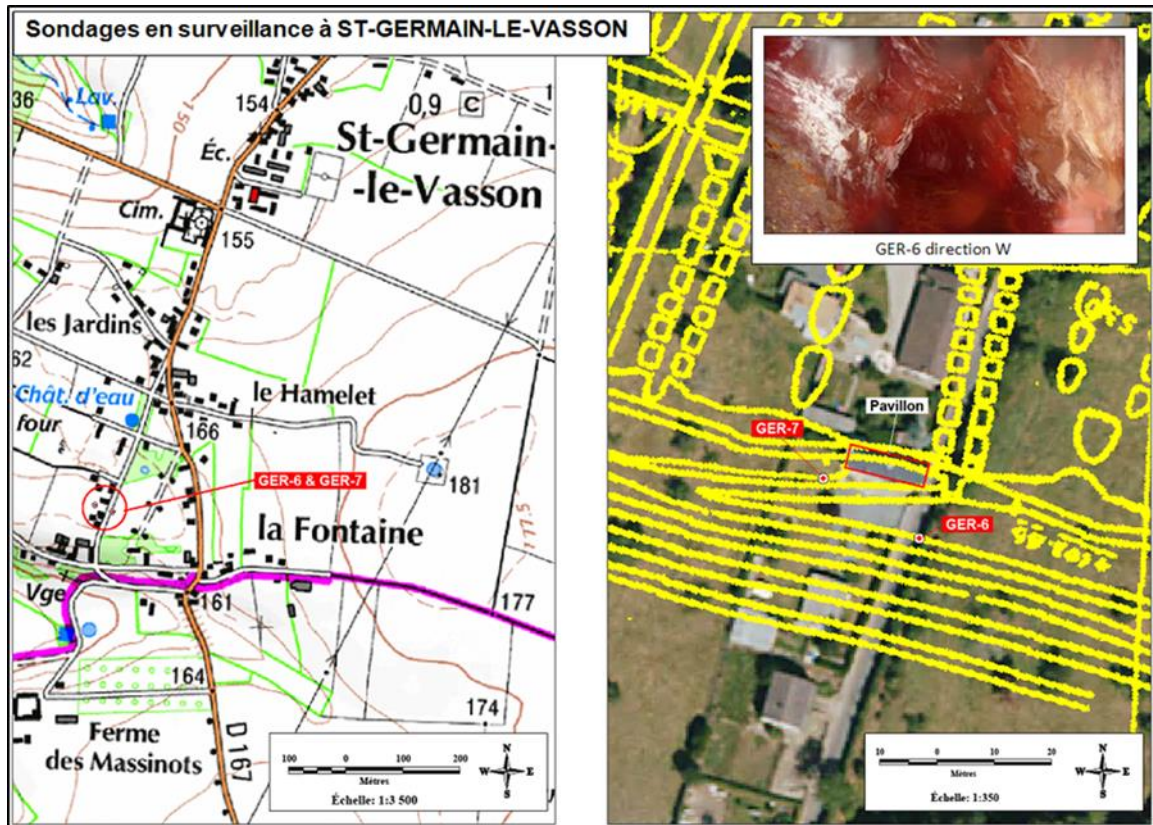 Sondages en surveillance à ST-GERMAIN-LE-VASSON
36
Lav.
150
154
0,9
C
1
Éc.
St-Germain-
-le-Vasson
Cim.
155
les Jardins
62
Chât. d'eau
four
le Hamelet
166
181
GER-6 & GER-7
la Fontaine
177,5
Vge
161
177
164
174
Ferme
des Massinots
D 167
100 0 100 200
Mètres
Échelle: 1:3 500
N
W E
S
GER-6 direction W
Pavillon
GER-7
GER-6
10 0 10 20
Mètres
Échelle: 1:350
N
W E
S